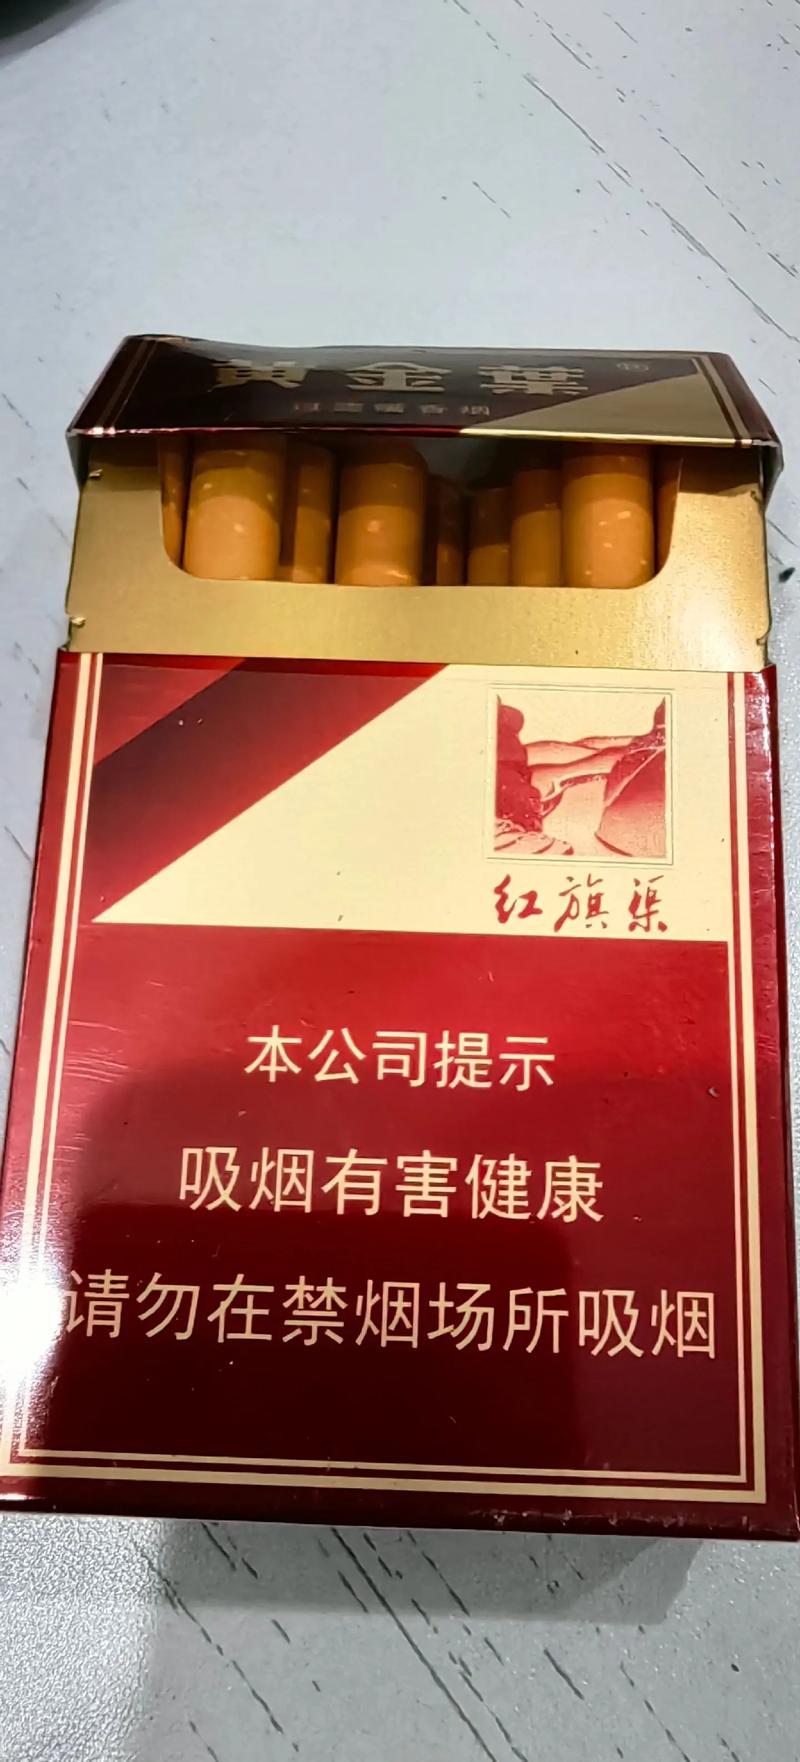 黄金葉®
红旗渠
本公司提示
吸烟有害健康
请勿在禁烟场所吸烟